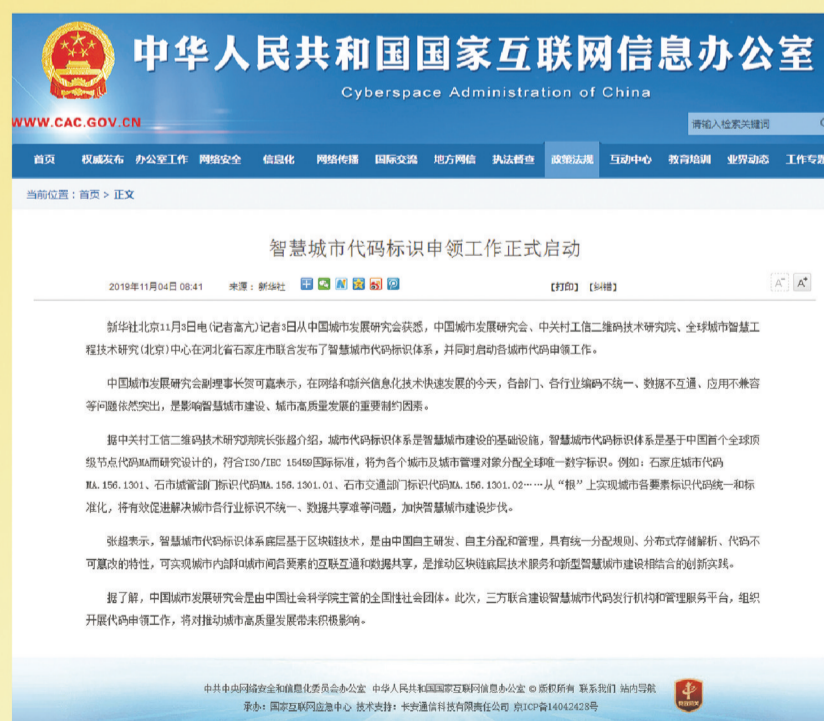 中华人民共和国国家互联网信息办公室
Cyberspace Administration of China
WWW.CAC.GOV.CN
请输入检索关键词
首页 权威发布 办公室工作 网络安全 信息化 网络传播 国际交流 地方网信 执法督查 政策法规 互动中心 教育培训 业界动态 工作专题
当前位置：首页 > 正文
智慧城市代码标识申领工作正式启动
2019年11月04日 08:41 来源：新华社 【打印】 【纠错】 A- A+
新华社北京11月3日电(记者高亢)记者3日从中国城市发展研究会获悉，中国城市发展研究会、中关村工信二维码技术研究院、全球城市智慧工
程技术研究(北京)中心在河北省石家庄市联合发布了智慧城市代码标识体系，并同时启动各城市代码申领工作。
中国城市发展研究会副理事长贺可嘉表示，在网络和新兴信息化技术快速发展的今天，各部门、各行业编码不统一、数据不互通、应用不兼容
等问题依然突出，是影响智慧城市建设、城市高质量发展的重要制约因素。
据中关村工信二维码技术研究院院长张超介绍，城市代码标识体系是智慧城市建设的基础设施，智慧城市代码标识体系是基于中国首个全球顶
级节点代码MA而研究设计的，符合ISO/IEC 15459国际标准，将为各个城市及城市管理对象分配全球唯一数字标识。例如：石家庄城市代码
MA.156.1301、石市城管部门标识代码MA.156.1301.01、石市交通部门标识代码MA.156.1301.02……从“根”上实现城市各要素标识代码统一和标
准化，将有效促进解决城市各行业标识不统一、数据共享难等问题，加快智慧城市建设步伐。
张超表示，智慧城市代码标识体系底层基于区块链技术，是由中国自主研发、自主分配和管理，具有统一分配规则、分布式存储解析、代码不
可篡改的特性，可实现城市内部和城市间各要素的互联互通和数据共享，是推动区块链底层技术服务和新型智慧城市建设相结合的创新实践。
据了解，中国城市发展研究会是由中国社会科学院主管的全国性社会团体。此次，三方联合建设智慧城市代码发行机构和管理服务平台，组织
开展代码申领工作，将对推动城市高质量发展带来积极影响。
中共中央网络安全和信息化委员会办公室 中华人民共和国国家互联网信息办公室 © 版权所有 联系我们 站内导航
承办：国家互联网应急中心 技术支持：长安通信科技有限责任公司 京ICP备14042428号